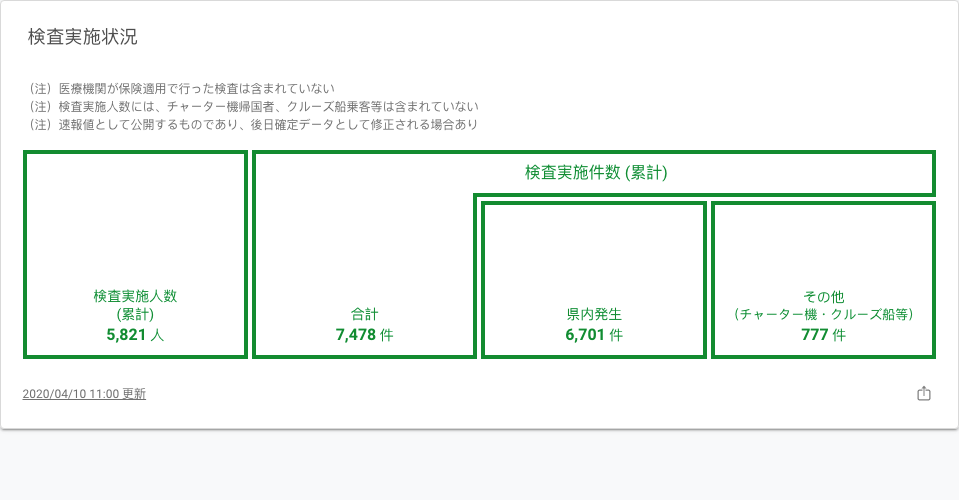 検査実施状況
（注）医療機関が保険適用で行った検査は含まれていない
（注）検査実施人数には、チャーター機帰国者、クルーズ船乗客等は含まれていない
（注）速報値として公開するものであり、後日確定データとして修正される場合あり
検査実施件数 (累計)
検査実施人数
(累計)
5,821 人
合計
7,478 件
県内発生
6,701 件
その他
（チャーター機・クルーズ船等）
777 件
2020/04/10 11:00 更新